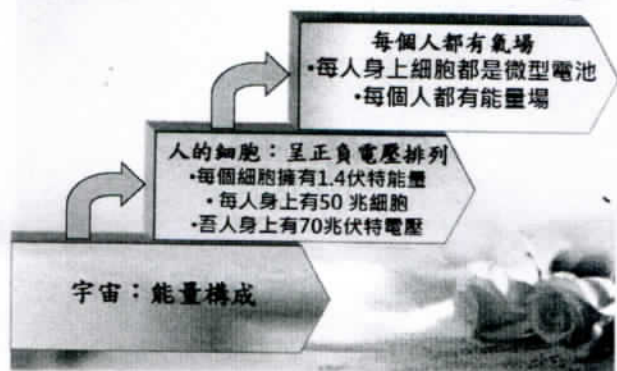 每個人都有氣場
•每人身上細胞都是微型電池
•每個人都有能量場
人的細胞：呈正負電壓排列
•每個細胞擁有1.4伏特能量
•每人身上有50 兆細胞
•吾人身上有70兆伏特電壓
宇宙：能量構成